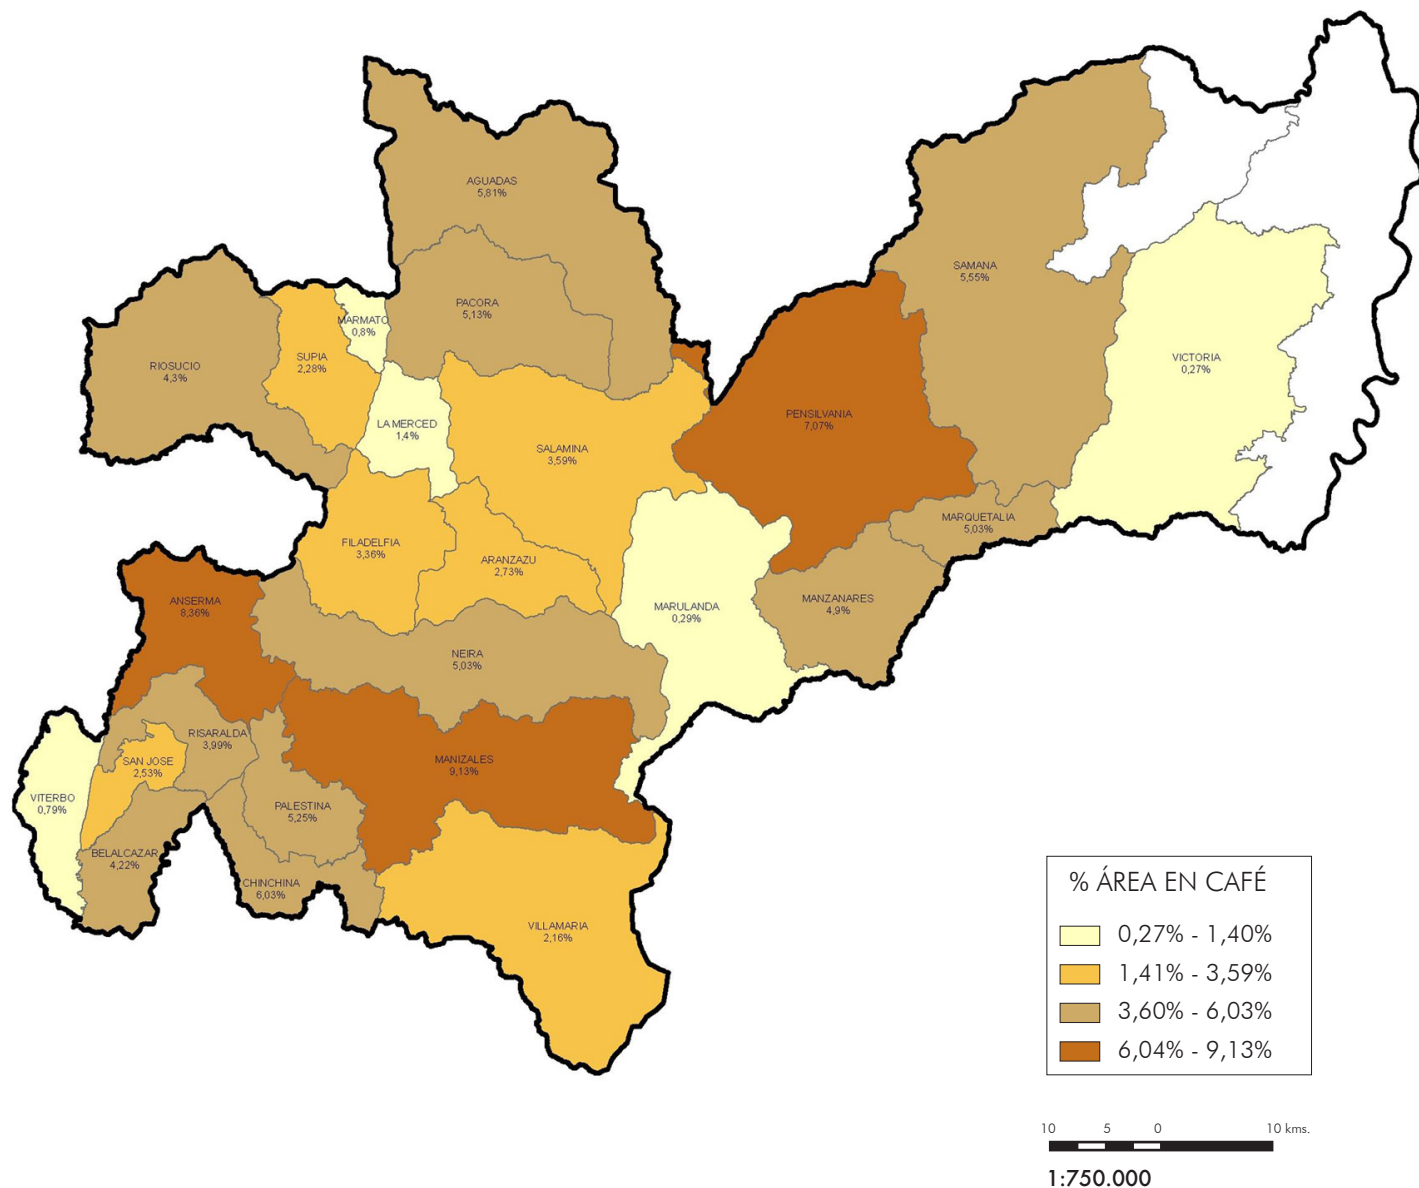 AGUADAS
5,81%
SAMANA
5,55%
PACORA
5,13%
MARMATO
0,8%
SUPIA
2,28%
RIOSUCIO
4,3%
VICTORIA
0,27%
PENSILVANIA
7,07%
LA MERCED
1,4%
SALAMINA
3,59%
MARQUETALIA
5,03%
FILADELFIA
3,36%
ARANZAZU
2,73%
ANSERMA
8,36%
MARULANDA
0,29%
MANZANARES
4,9%
NEIRA
5,03%
RISARALDA
3,99%
SAN JOSE
2,53%
MANIZALES
9,13%
VITERBO
0,79%
PALESTINA
5,25%
BELALCAZAR
4,22%
CHINCHINA
6,03%
VILLAMARIA
2,16%
% ÁREA EN CAFÉ
0,27% - 1,40%
1,41% - 3,59%
3,60% - 6,03%
6,04% - 9,13%
10 5 0 10 kms.
1:750.000